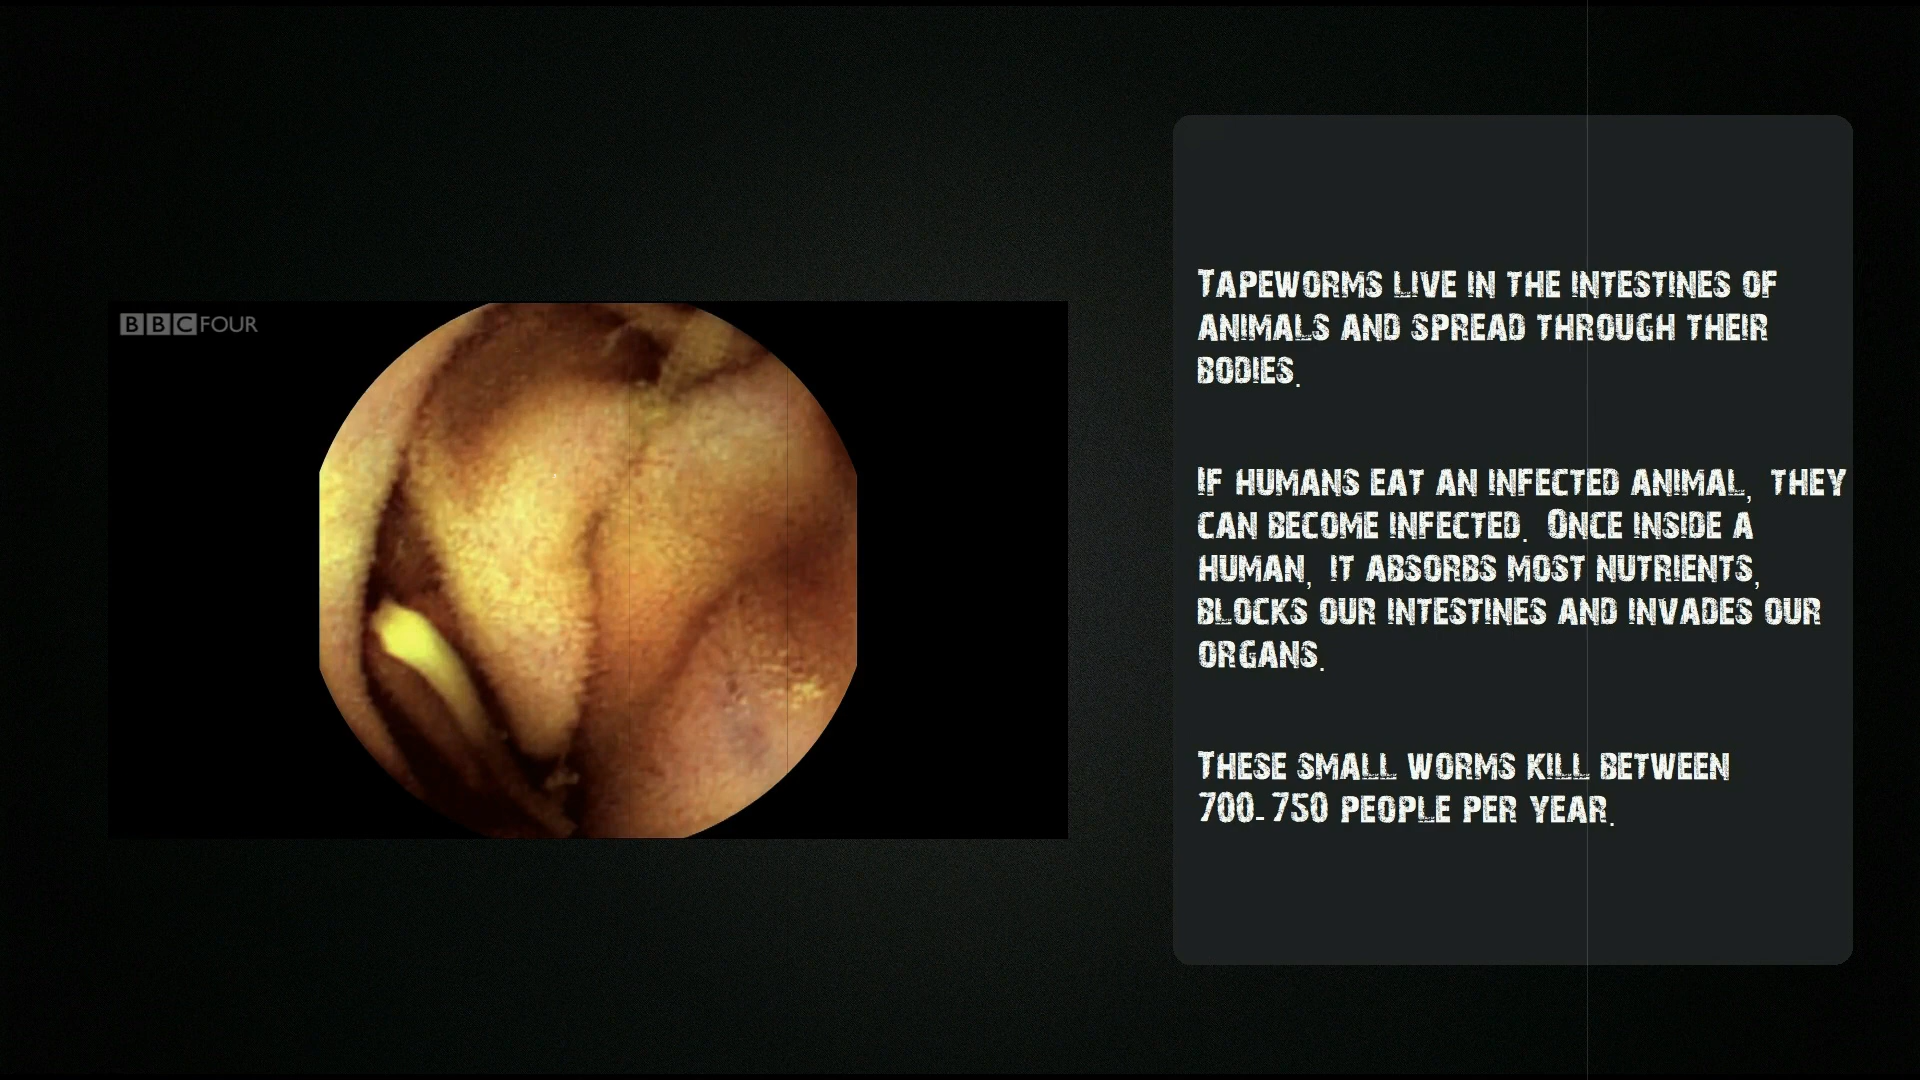 BBC FOUR
Tapeworms live in the intestines of
animals and spread through their
bodies.
If humans eat an infected animal, they
can become infected. Once inside a
human, it absorbs most nutrients,
blocks our intestines and invades our
organs.
These small worms kill between
700-750 people per year.